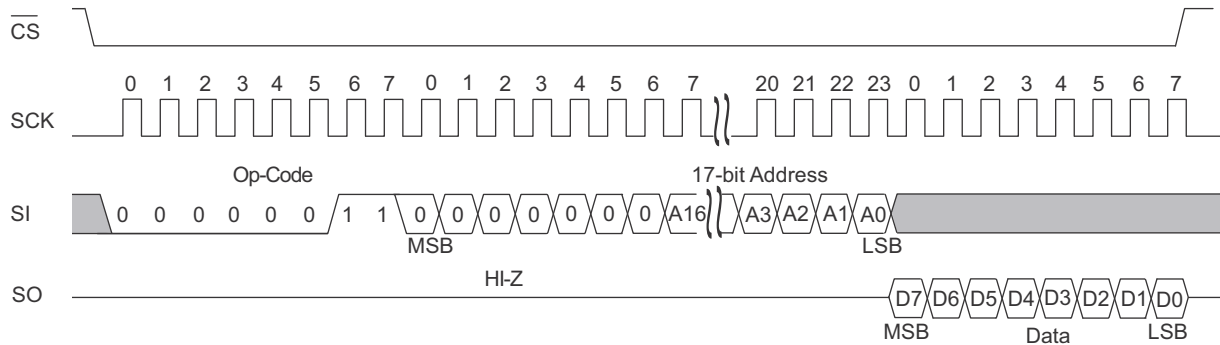 CS
0 1 2 3 4 5 6 7 0 1 2 3 4 5 6 7 20 21 22 23 0 1 2 3 4 5 6 7
SCK
Op-Code 17-bit Address
SI 0 0 0 0 0 0 1 1 0 0 0 0 0 0 0 A16 A3 A2 A1 A0
MSB LSB
HI-Z
SO D7 D6 D5 D4 D3 D2 D1 D0
MSB Data LSB